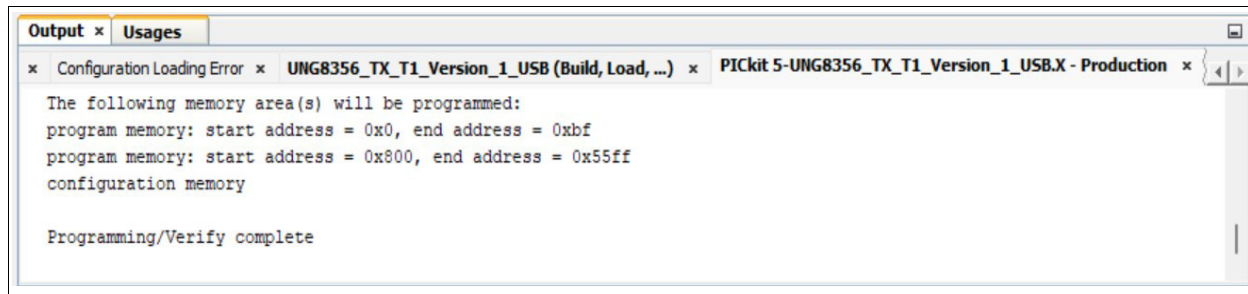 Output × Usages
× Configuration Loading Error × UNG8356_TX_T1_Version_1_USB (Build, Load, ...) × PICkit 5-UNG8356_TX_T1_Version_1_USB.X - Production ×
The following memory area(s) will be programmed:
program memory: start address = 0x0, end address = 0xbf
program memory: start address = 0x800, end address = 0x55ff
configuration memory
Programming/Verify complete